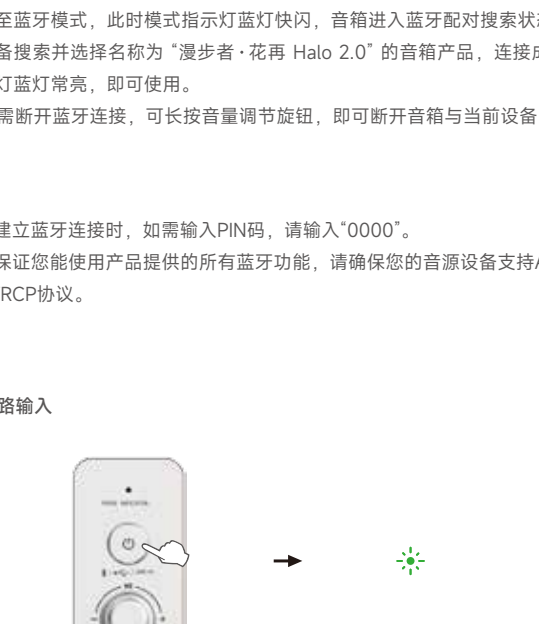 至蓝牙模式，此时模式指示灯蓝灯快闪，音箱进入蓝牙配对搜索状态
备搜索并选择名称为 “漫步者·花再 Halo 2.0” 的音箱产品，连接成
灯蓝灯常亮，即可使用。
需断开蓝牙连接，可长按音量调节旋钮，即可断开音箱与当前设备
建立蓝牙连接时，如需输入PIN码，请输入“0000”。
保证您能使用产品提供的所有蓝牙功能，请确保您的音源设备支持A
RCP协议。
路输入